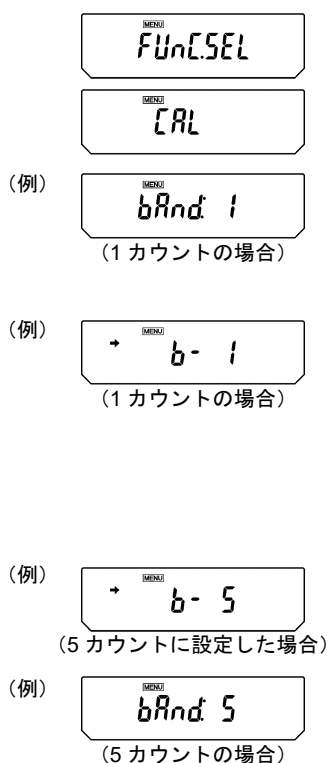 MENU
FUnC.SEL
MENU
CAL
（例）
MENU
bAnd: 1
（1 カウントの場合）
（例）
➜ MENU
b- 1
（1 カウントの場合）
（例）
➜ MENU
b- 5
（5 カウントに設定した場合）
（例）
MENU
bAnd: 5
（5 カウントの場合）